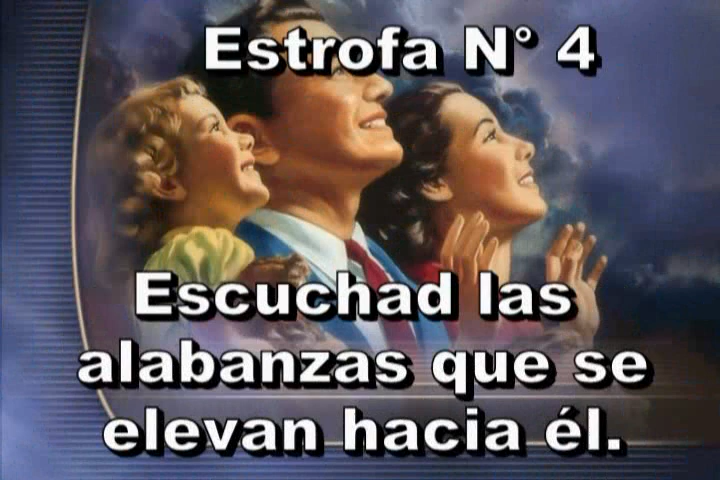 Estrofa N° 4
Escuchad las
alabanzas que se
elevan hacia él.